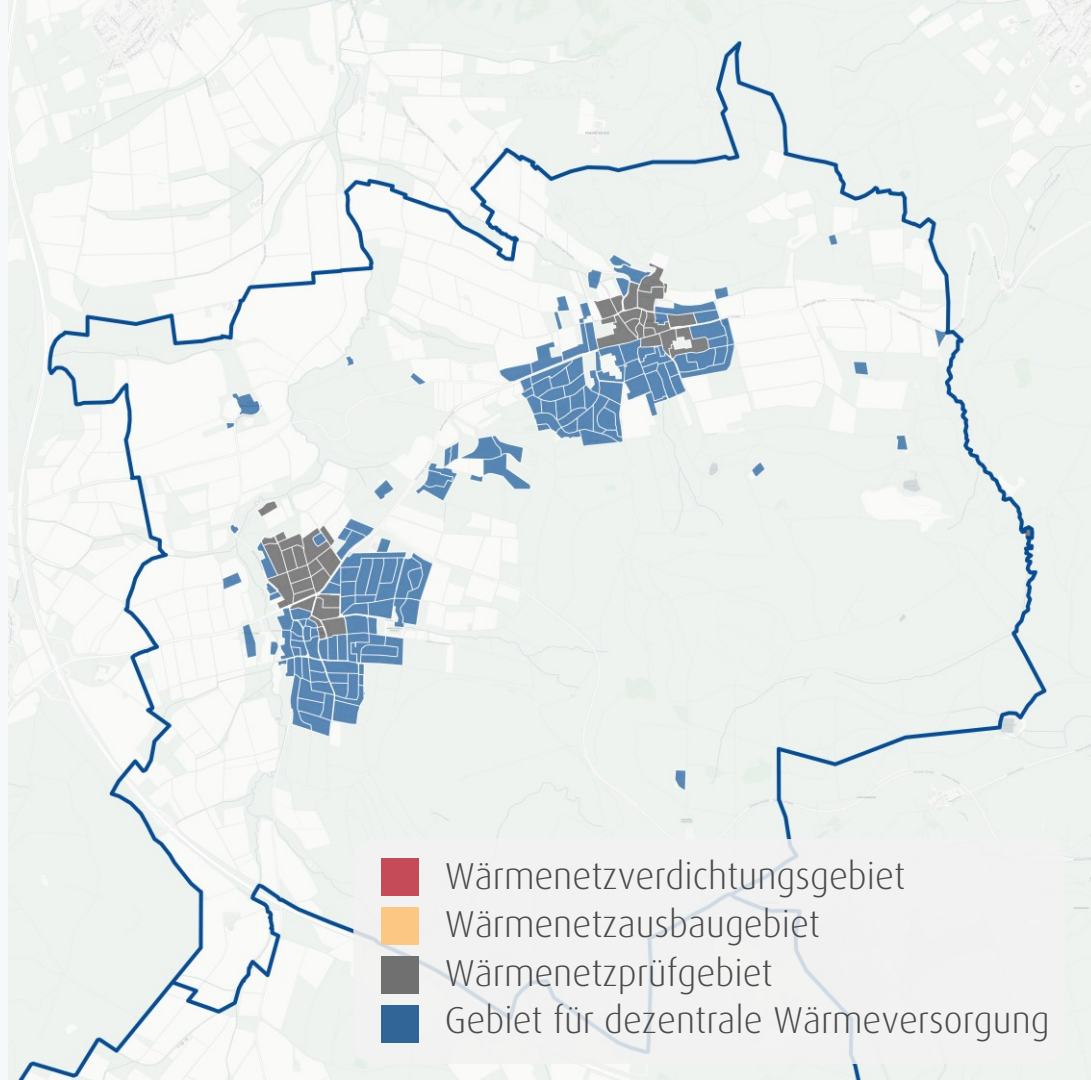 Wärmenetzverdichtungsgebiet
Wärmenetzausbaugebiet
Wärmenetzprüfgebiet
Gebiet für dezentrale Wärmeversorgung